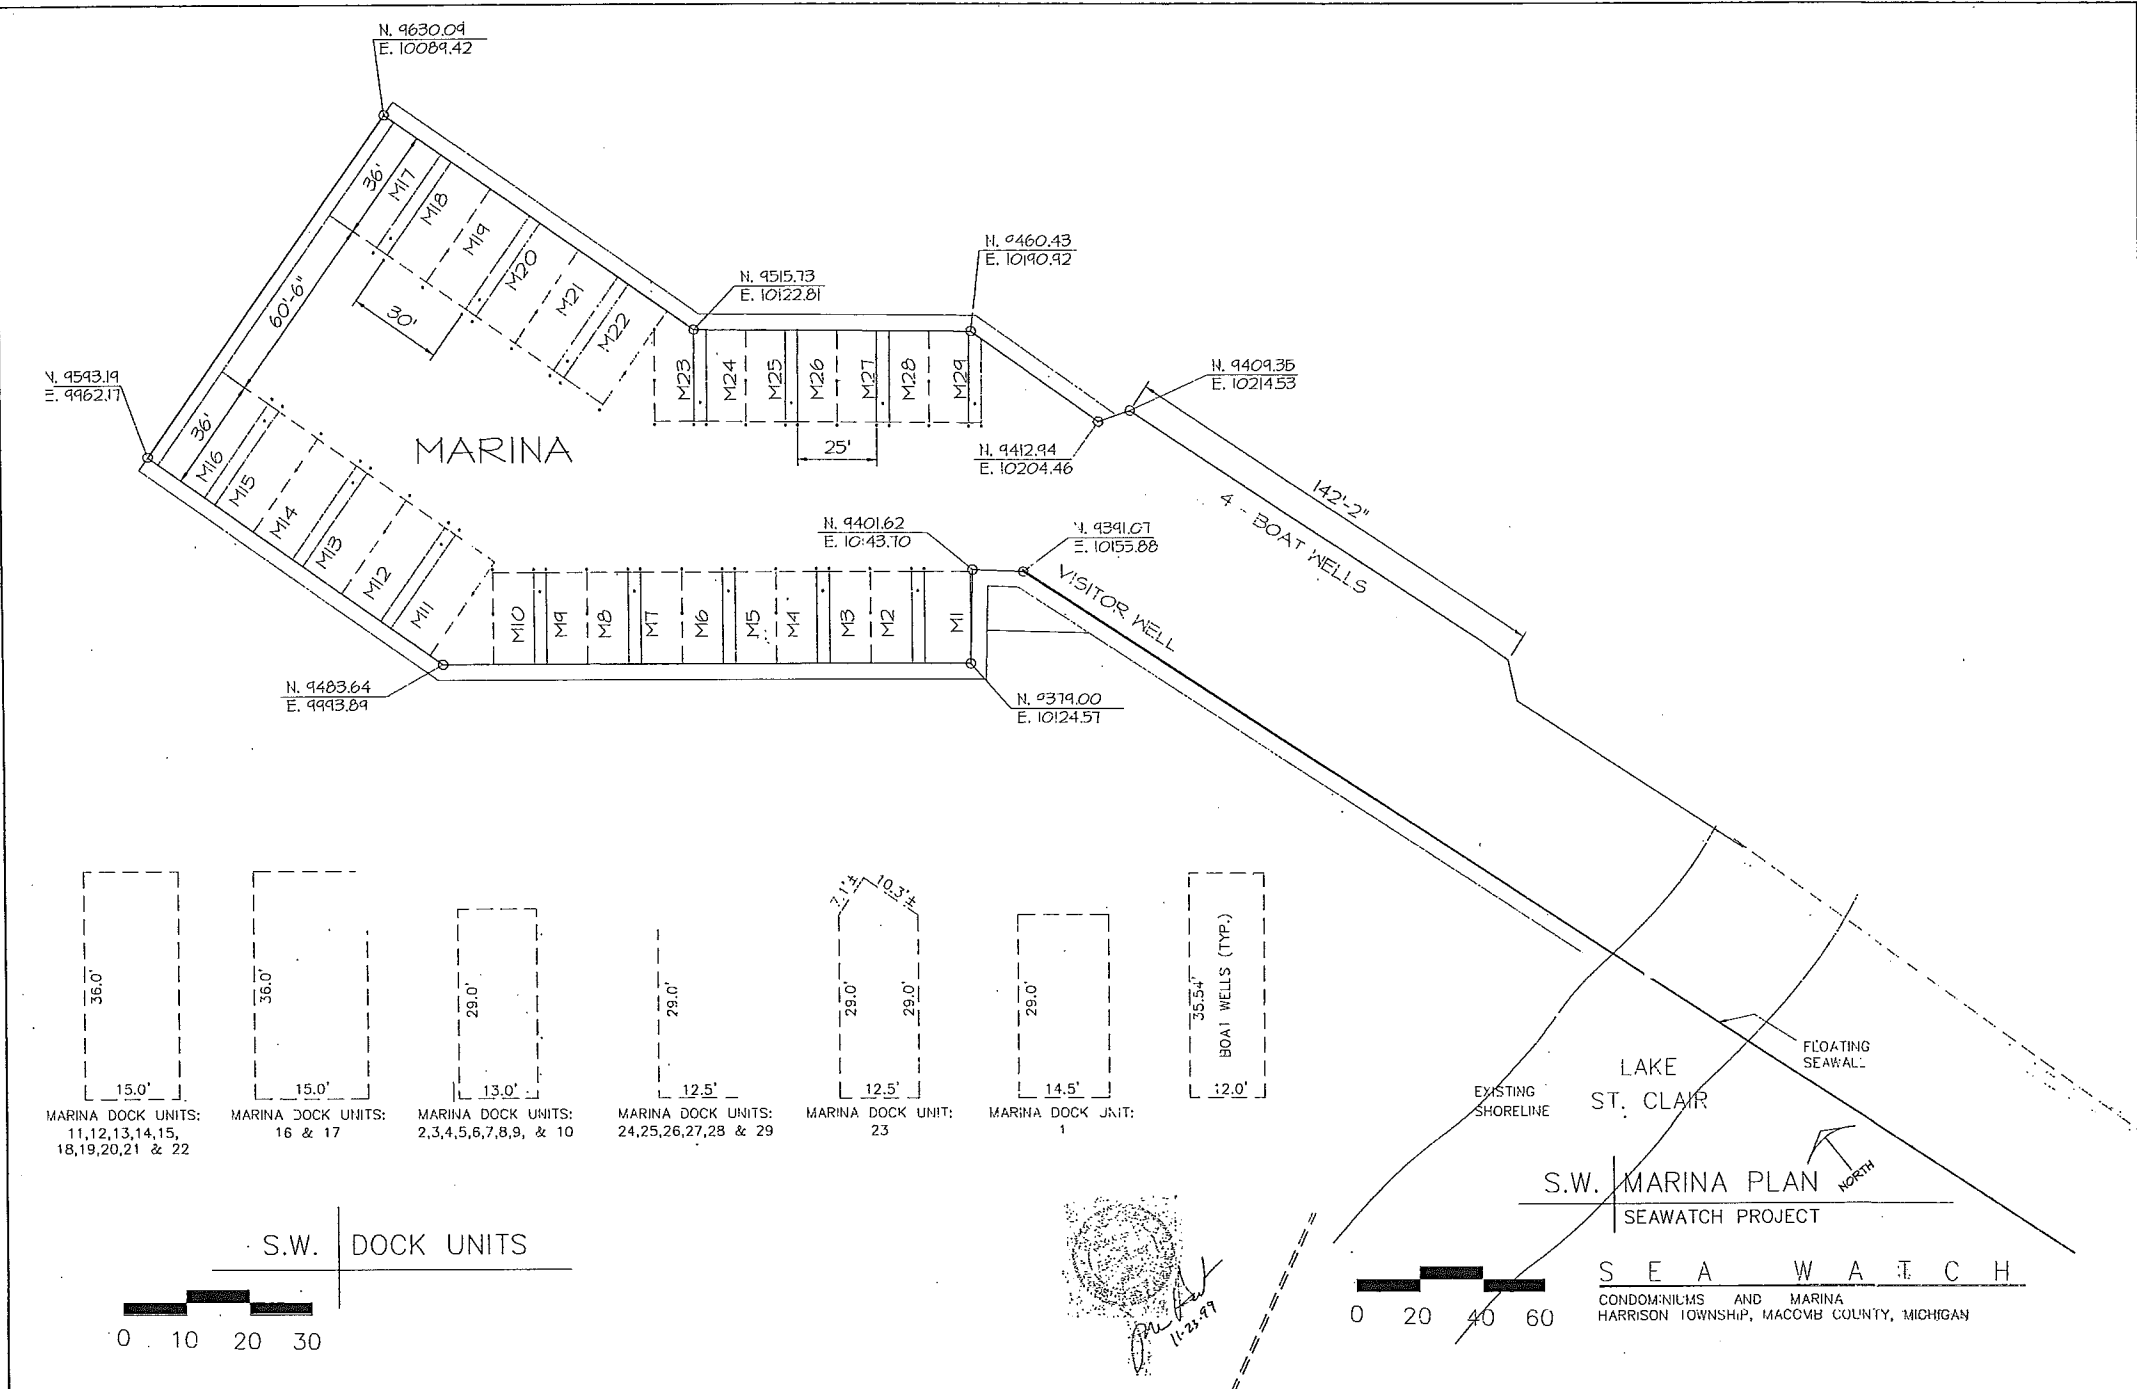 N. 9630.09
E. 10089.42
36'
M17
M18
M19
M20
M21
M22
30'
60'-6"
N. 9515.73
E. 10122.81
N. 9460.43
E. 10190.92
M23
M24
M25
M26
M27
M28
M29
25'
N. 9409.35
E. 10214.53
N. 9412.94
E. 10204.46
142'-2"
4 - BOAT WELLS
N. 9593.19
E. 9962.17
36'
M16
M15
M14
M13
M12
M11
MARINA
N. 9401.62
E. 10143.70
N. 9391.07
E. 10155.88
VISITOR WELL
M10
M9
M8
M7
M6
M5
M4
M3
M2
M1
N. 9483.64
E. 9993.89
N. 9379.00
E. 10124.57
36.0'
15.0'
MARINA DOCK UNITS:
11,12,13,14,15,
18,19,20,21 & 22
36.0'
15.0'
MARINA DOCK UNITS:
16 & 17
29.0'
13.0'
MARINA DOCK UNITS:
2,3,4,5,6,7,8,9, & 10
29.0'
12.5'
MARINA DOCK UNITS:
24,25,26,27,28 & 29
7.1'±
10.3'±
29.0'
29.0'
12.5'
MARINA DOCK UNIT:
23
29.0'
14.5'
MARINA DOCK UNIT:
1
35.54'
BOAT WELLS (TYP.)
12.0'
FLOATING
SEAWALL
LAKE
ST. CLAIR
EXISTING
SHORELINE
NORTH
S.W. MARINA PLAN
SEAWATCH PROJECT
S.W. DOCK UNITS
0 10 20 30
11-23-99
0 20 40 60
SEA WATCH
CONDOMINIUMS AND MARINA
HARRISON TOWNSHIP, MACOMB COUNTY, MICHIGAN